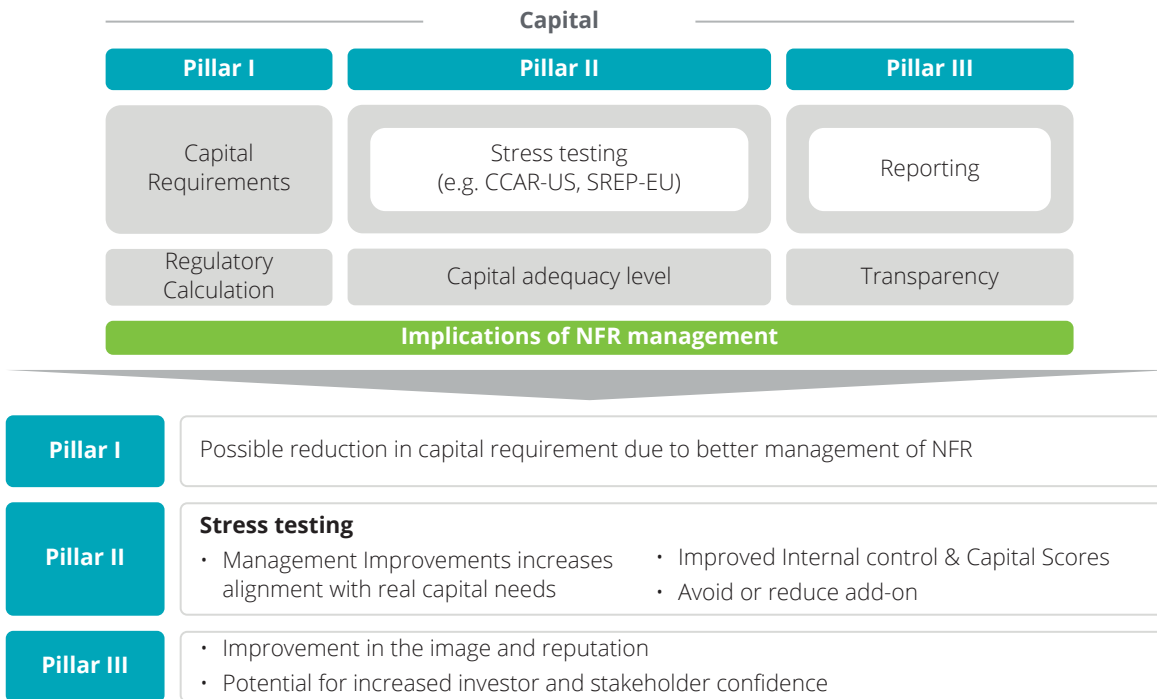 Capital
Pillar I
Pillar II
Pillar III
Capital
Requirements
Stress testing
(e.g. CCAR-US, SREP-EU)
Reporting
Regulatory
Calculation
Capital adequacy level
Transparency
Implications of NFR management
Pillar I
Possible reduction in capital requirement due to better management of NFR
Pillar II
Stress testing
• Management Improvements increases
alignment with real capital needs
• Improved Internal control & Capital Scores
• Avoid or reduce add-on
Pillar III
• Improvement in the image and reputation
• Potential for increased investor and stakeholder confidence